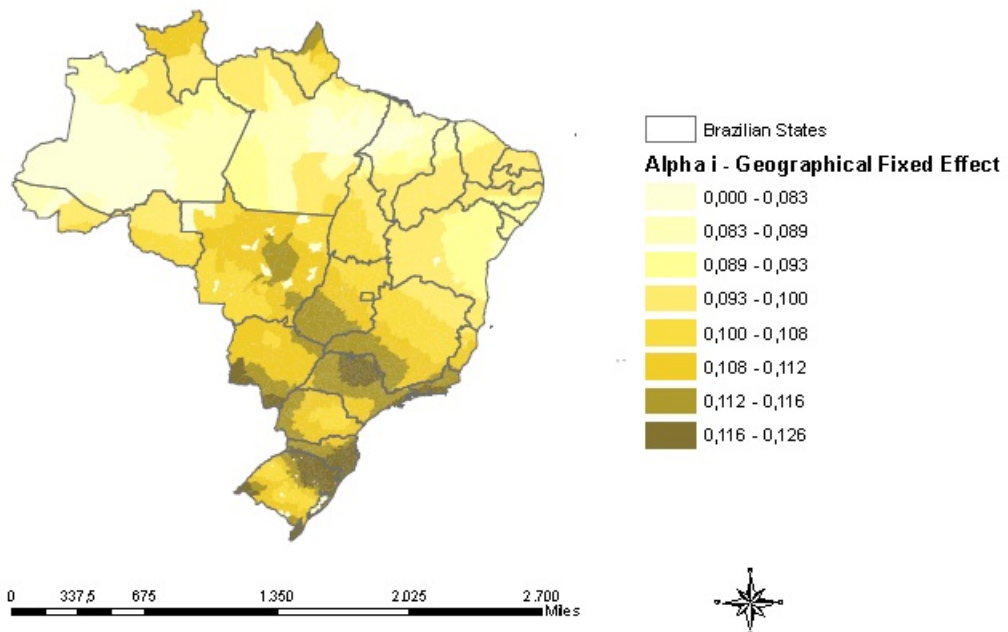 Brazilian States
Alpha i - Geographical Fixed Effect
0,000 - 0,083
0,083 - 0,089
0,089 - 0,093
0,093 - 0,100
0,100 - 0,108
0,108 - 0,112
0,112 - 0,116
0,116 - 0,126
0 337,5 675 1.350 2.025 2.700
Miles